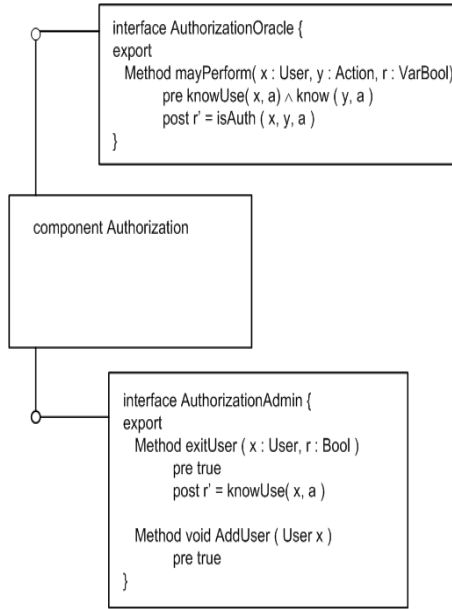 interface AuthorizationOracle {
export
Method mayPerform( x : User, y : Action, r : VarBool)
pre knowUse( x, a) ∧ know ( y, a )
post r' = isAuth ( x, y, a )
}
component Authorization
interface AuthorizationAdmin {
export
Method exitUser ( x : User, r : Bool )
pre true
post r' = knowUse( x, a )
Method void AddUser ( User x )
pre true
}